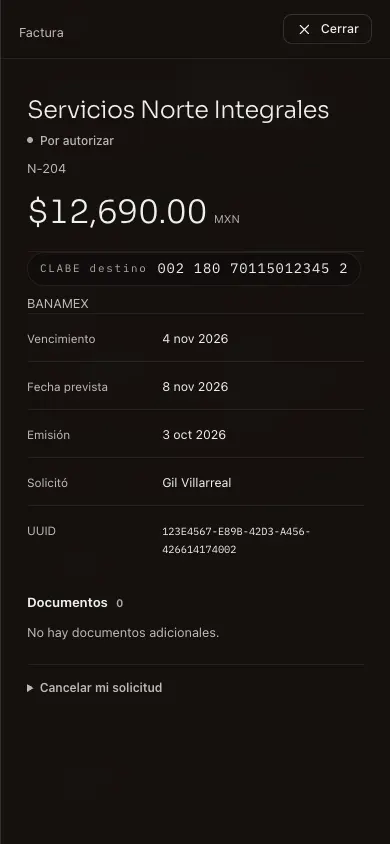 Factura
Cerrar
Servicios Norte Integrales
Por autorizar
N-204
$12,690.00 MXN
CLABE destino 002 180 70115012345 2
BANAMEX
Vencimiento 4 nov 2026
Fecha prevista 8 nov 2026
Emisión 3 oct 2026
Solicitó Gil Villarreal
UUID 123E4567-E89B-42D3-A456-
426614174002
Documentos 0
No hay documentos adicionales.
Cancelar mi solicitud